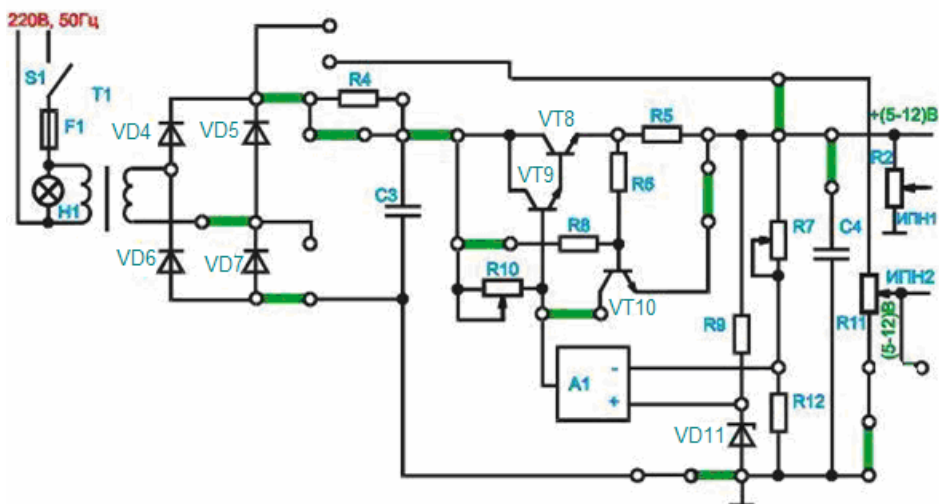 220В, 50Гц
S1
T1
F1
H1
VD4
VD5
VD6
VD7
R4
C3
VT8
VT9
R5
R6
R8
R10
VT10
A1
-
+
R9
VD11
R7
C4
R12
R11
+(5-12)В
R2
ИПН1
ИПН2
(5-12)В